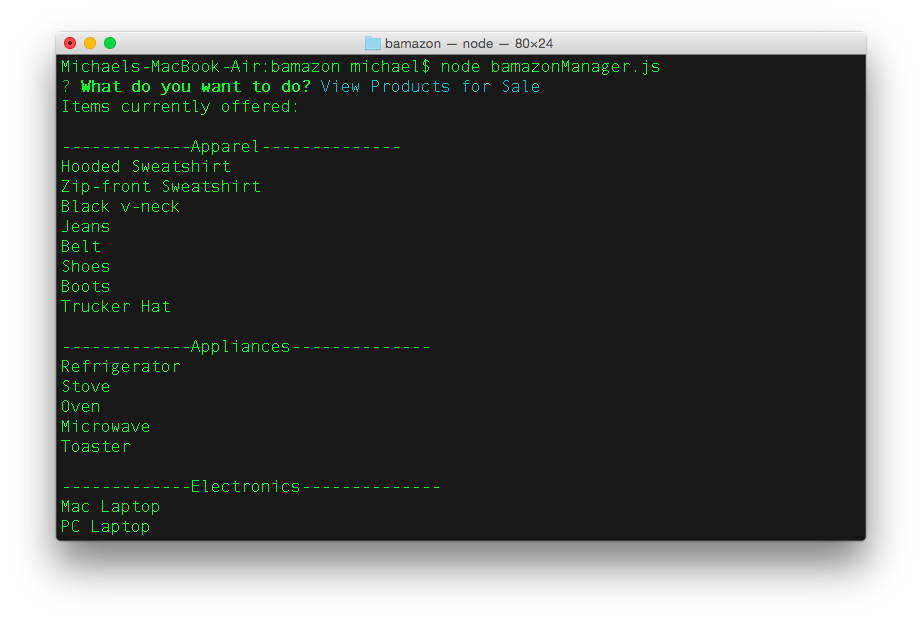 bamazon — node — 80×24
Michaels-MacBook-Air:bamazon michael$ node bamazonManager.js
? What do you want to do? View Products for Sale
Items currently offered:
-------------Apparel--------------
Hooded Sweatshirt
Zip-front Sweatshirt
Black v-neck
Jeans
Belt
Shoes
Boots
Trucker Hat
-------------Appliances--------------
Refrigerator
Stove
Oven
Microwave
Toaster
-------------Electronics--------------
Mac Laptop
PC Laptop